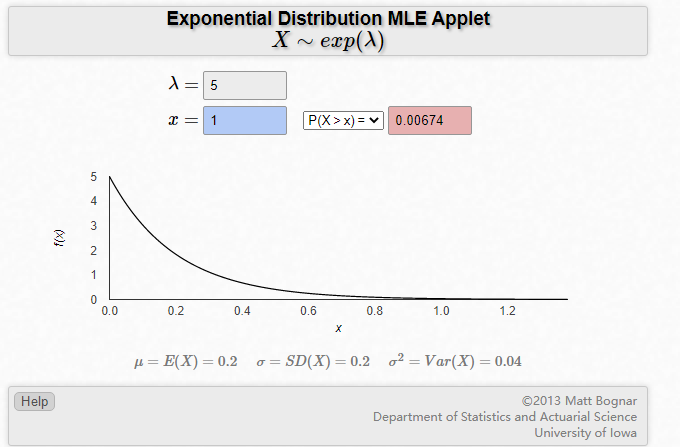 Exponential Distribution MLE Applet
X ~ exp(λ)
λ = 5
x = 1 P(X > x) = 0.00674
5
4
3
2
1
0
f(x)
0.0 0.2 0.4 0.6 0.8 1.0 1.2
x
μ = E(X) = 0.2 σ = SD(X) = 0.2 σ² = Var(X) = 0.04
Help
©2013 Matt Bognar
Department of Statistics and Actuarial Science
University of Iowa